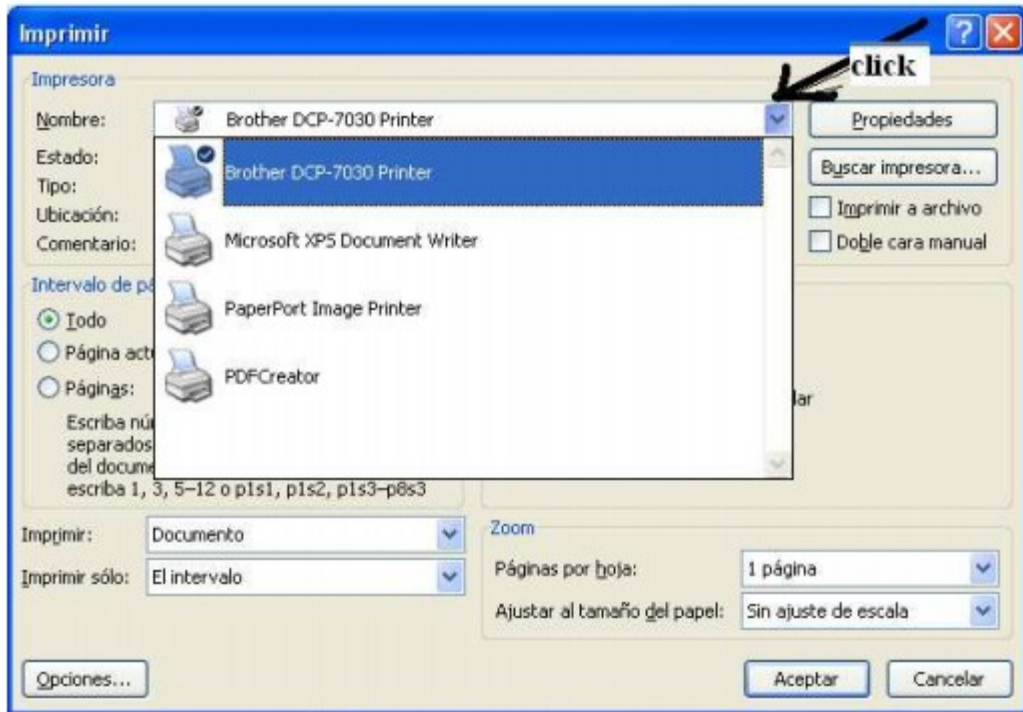 Imprimir
click
Impresora
Nombre: Brother DCP-7030 Printer Propiedades
Estado: Brother DCP-7030 Printer Buscar impresora...
Tipo:
Ubicación: Imprimir a archivo
Comentario: Microsoft XPS Document Writer Doble cara manual
Intervalo de pá
Todo PaperPort Image Printer
Página actu
Páginas: PDFCreator lar
Escriba nú
separados
del docume
escriba 1, 3, 5–12 o p1s1, p1s2, p1s3–p8s3
Imprimir: Documento Zoom
Imprimir sólo: El intervalo Páginas por hoja: 1 página
Ajustar al tamaño del papel: Sin ajuste de escala
Opciones... Aceptar Cancelar